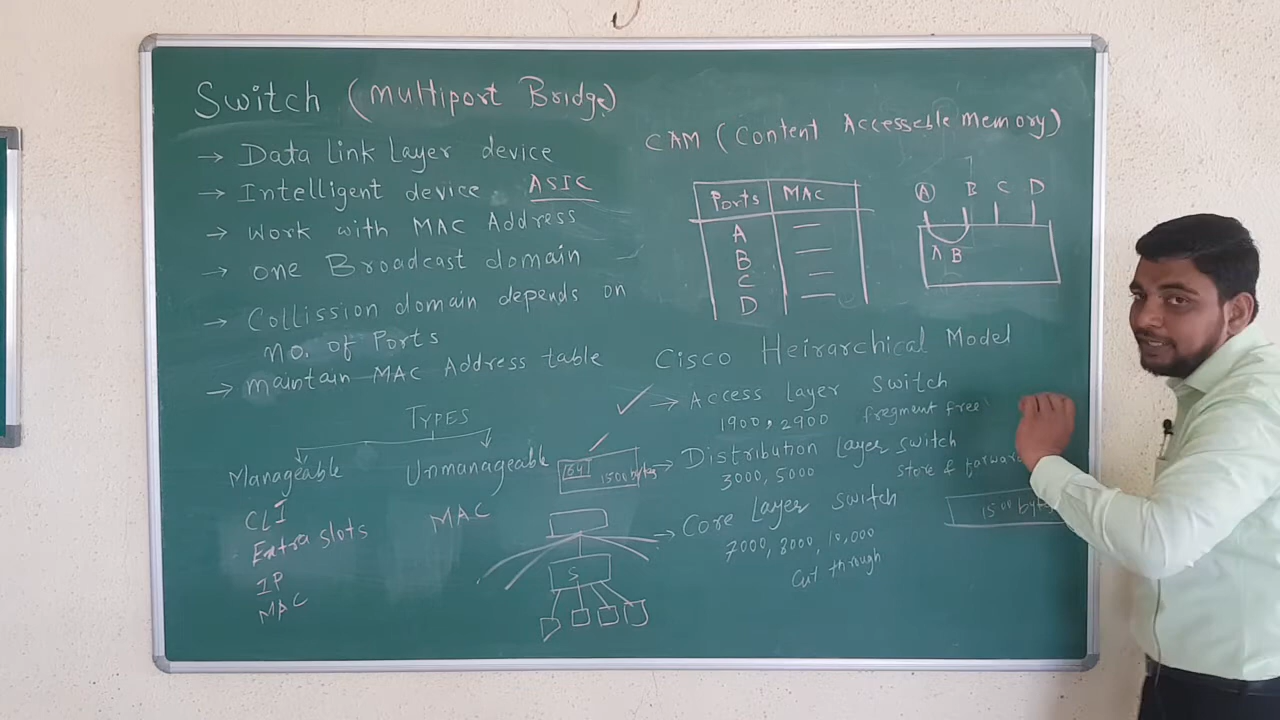 Switch (multiport Bridge)
→ Data Link Layer device
→ Intelligent device ASIC
→ Work with MAC Address
→ one Broadcast domain
→ Collission domain depends on
no. of Ports
→ maintain MAC Address table
TYPES
Manageable
CLI
Extra slots
IP
MAC
Unmanageable
MAC
1500 bytes
S
CAM (Content Accessable Memory)
Ports MAC
A —
B —
C —
D —
A B C D
A B
Cisco Heirarchical Model
→ Access Layer Switch
1900, 2900 fregment free
→ Distribution Layer switch
3000, 5000 store & forward
1500 bytes
→ Core Layer switch
7000, 8000, 10,000
Cut through